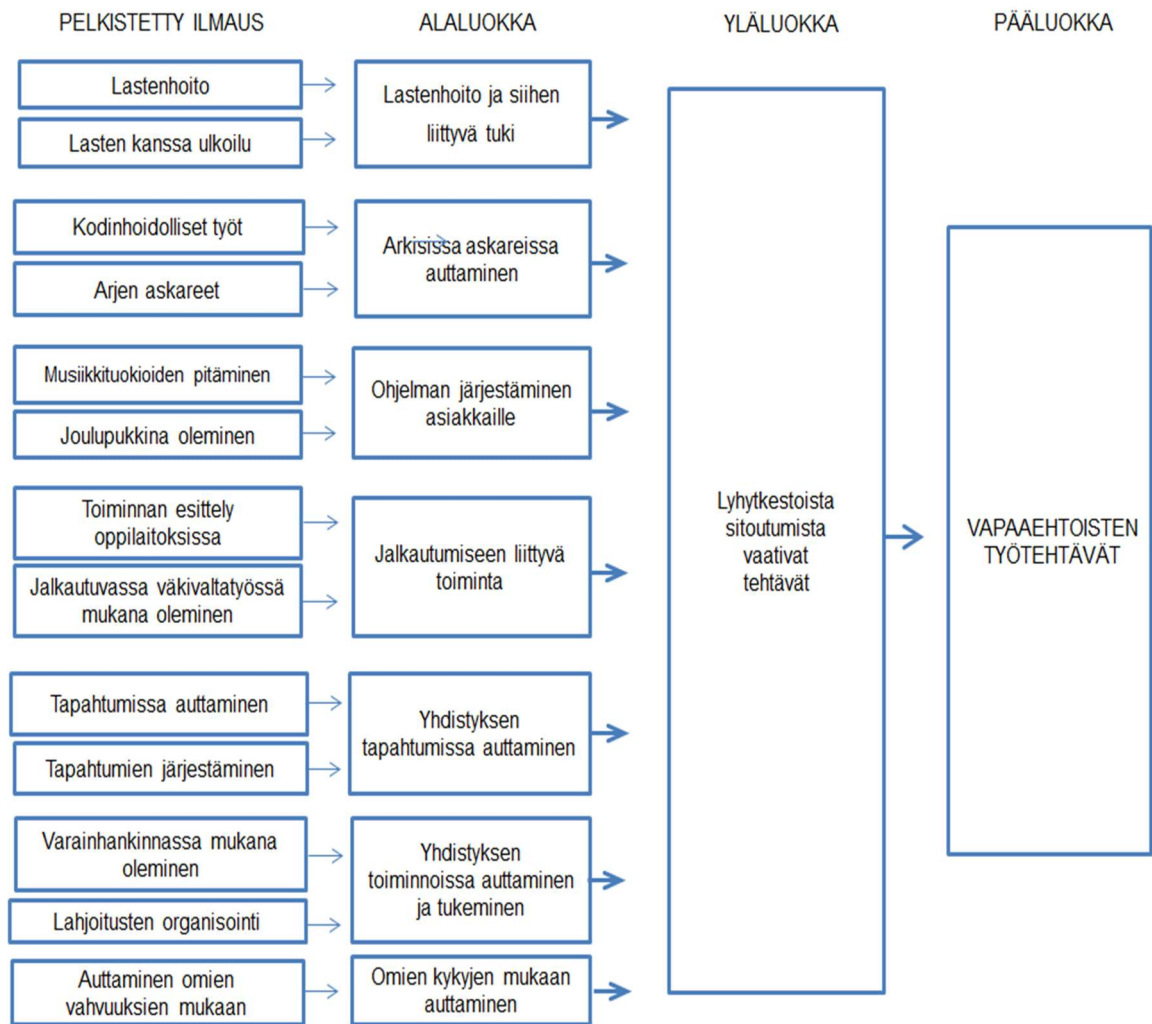 PELKISTETTY ILMAUS
ALALUOKKA
YLÄLUOKKA
PÄÄLUOKKA
Lastenhoito
Lasten kanssa ulkoilu
Lastenhoito ja siihen
liittyvä tuki
Kodinhoidolliset työt
Arjen askareet
Arkisissa askareissa
auttaminen
Musiikkituokioiden pitäminen
Joulupukkina oleminen
Ohjelman järjestäminen
asiakkaille
Toiminnan esittely
oppilaitoksissa
Jalkautuvassa väkivaltatyössä
mukana oleminen
Jalkautumiseen liittyvä
toiminta
Tapahtumissa auttaminen
Tapahtumien järjestäminen
Yhdistyksen
tapahtumissa auttaminen
Varainhankinnassa mukana
oleminen
Lahjoitusten organisointi
Yhdistyksen
toiminnoissa auttaminen
ja tukeminen
Auttaminen omien
vahvuuksien mukaan
Omien kykyjen mukaan
auttaminen
Lyhytkestoista
sitoutumista
vaativat
tehtävät
VAPAAEHTOISTEN
TYÖTEHTÄVÄT